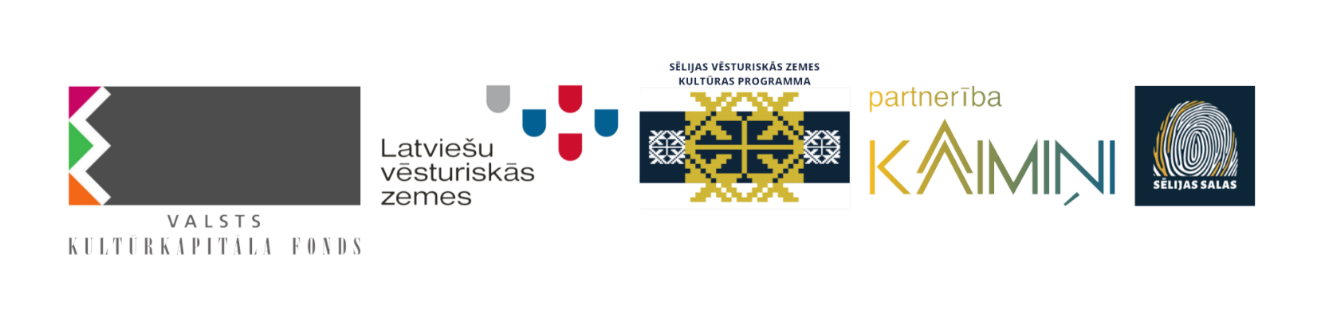 VALSTS
KULTŪRKAPITĀLA FONDS
Latviešu
vēsturiskās
zemes
SĒLIJAS VĒSTURISKĀS ZEMES
KULTŪRAS PROGRAMMA
partnerība
KAIMIŅI
SĒLIJAS SALAS